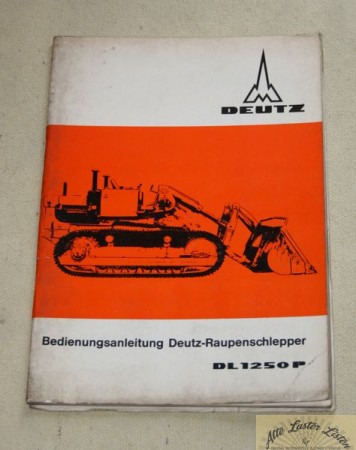 DEUTZ
Bedienungsanleitung Deutz-Raupenschlepper
DL1250P
Alte Laster Listen